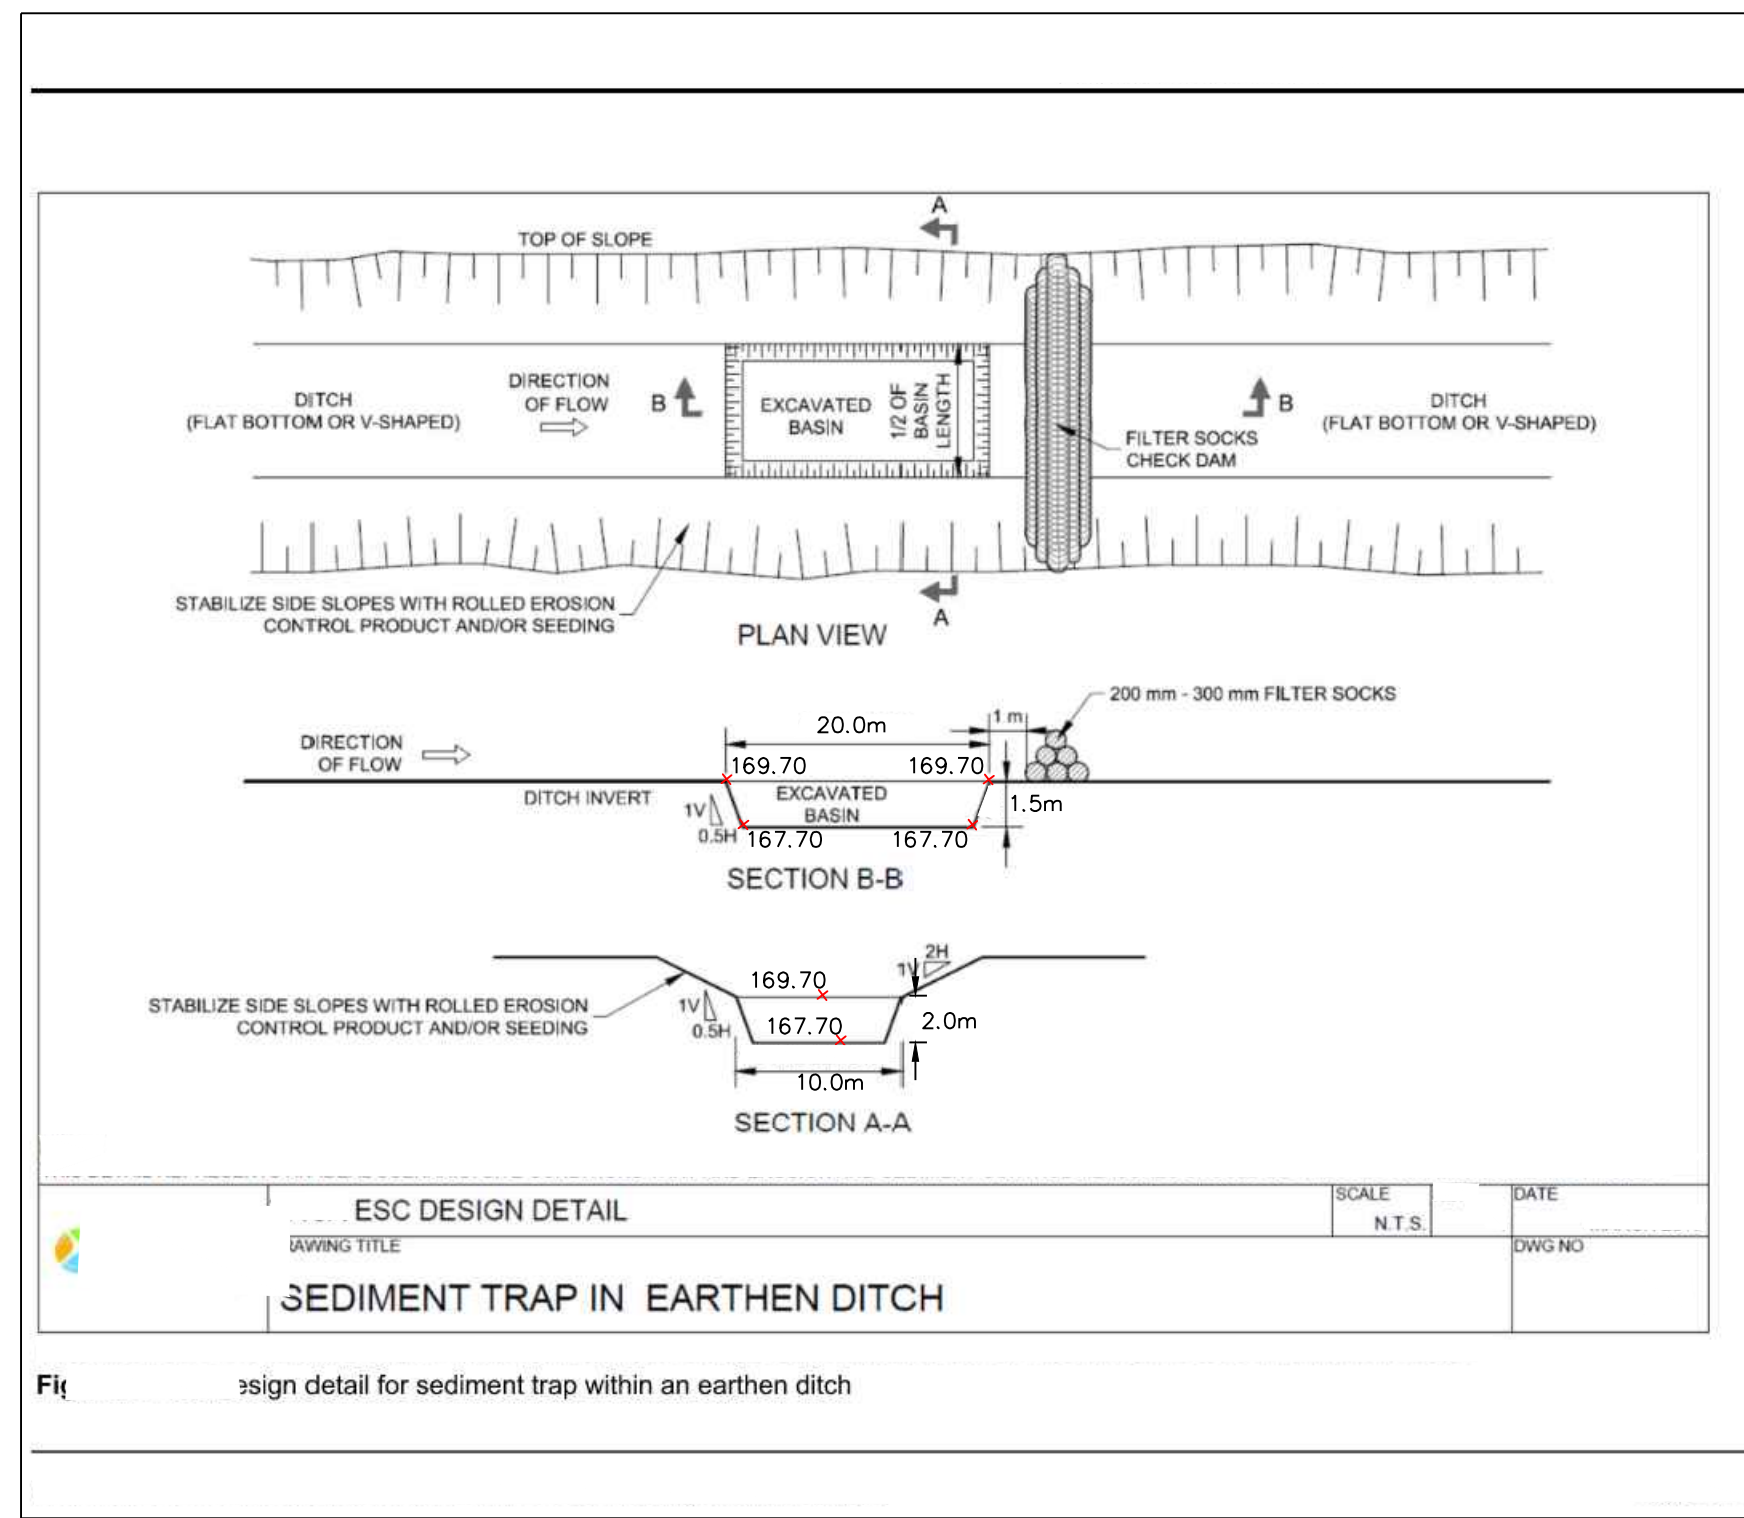 A
TOP OF SLOPE
DITCH
(FLAT BOTTOM OR V-SHAPED)
DIRECTION
OF FLOW
B
EXCAVATED
BASIN
1/2 OF
BASIN
LENGTH
B
DITCH
(FLAT BOTTOM OR V-SHAPED)
FILTER SOCKS
CHECK DAM
STABILIZE SIDE SLOPES WITH ROLLED EROSION
CONTROL PRODUCT AND/OR SEEDING
A
PLAN VIEW
200 mm - 300 mm FILTER SOCKS
1 m
20.0m
DIRECTION
OF FLOW
169.70
169.70
DITCH INVERT
EXCAVATED
BASIN
1V
0.5H
1.5m
167.70
167.70
SECTION B-B
2H
1V
169.70
STABILIZE SIDE SLOPES WITH ROLLED EROSION
CONTROL PRODUCT AND/OR SEEDING
1V
0.5H
167.70
2.0m
10.0m
SECTION A-A
ESC DESIGN DETAIL
SCALE
N.T.S.
DATE
RAWING TITLE
DWG NO
SEDIMENT TRAP IN EARTHEN DITCH
Fig
esign detail for sediment trap within an earthen ditch